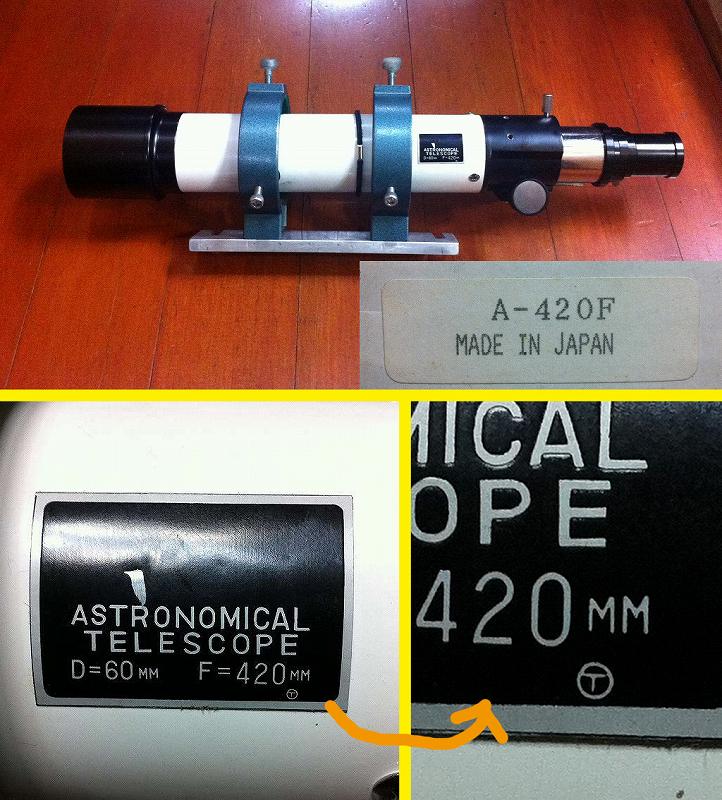 ASTRONOMICAL
TELESCOPE
D=60MM F=420MM
A-420F
MADE IN JAPAN
ASTRONOMICAL
TELESCOPE
D=60MM F=420MM
T
MICAL
OPE
420MM
T